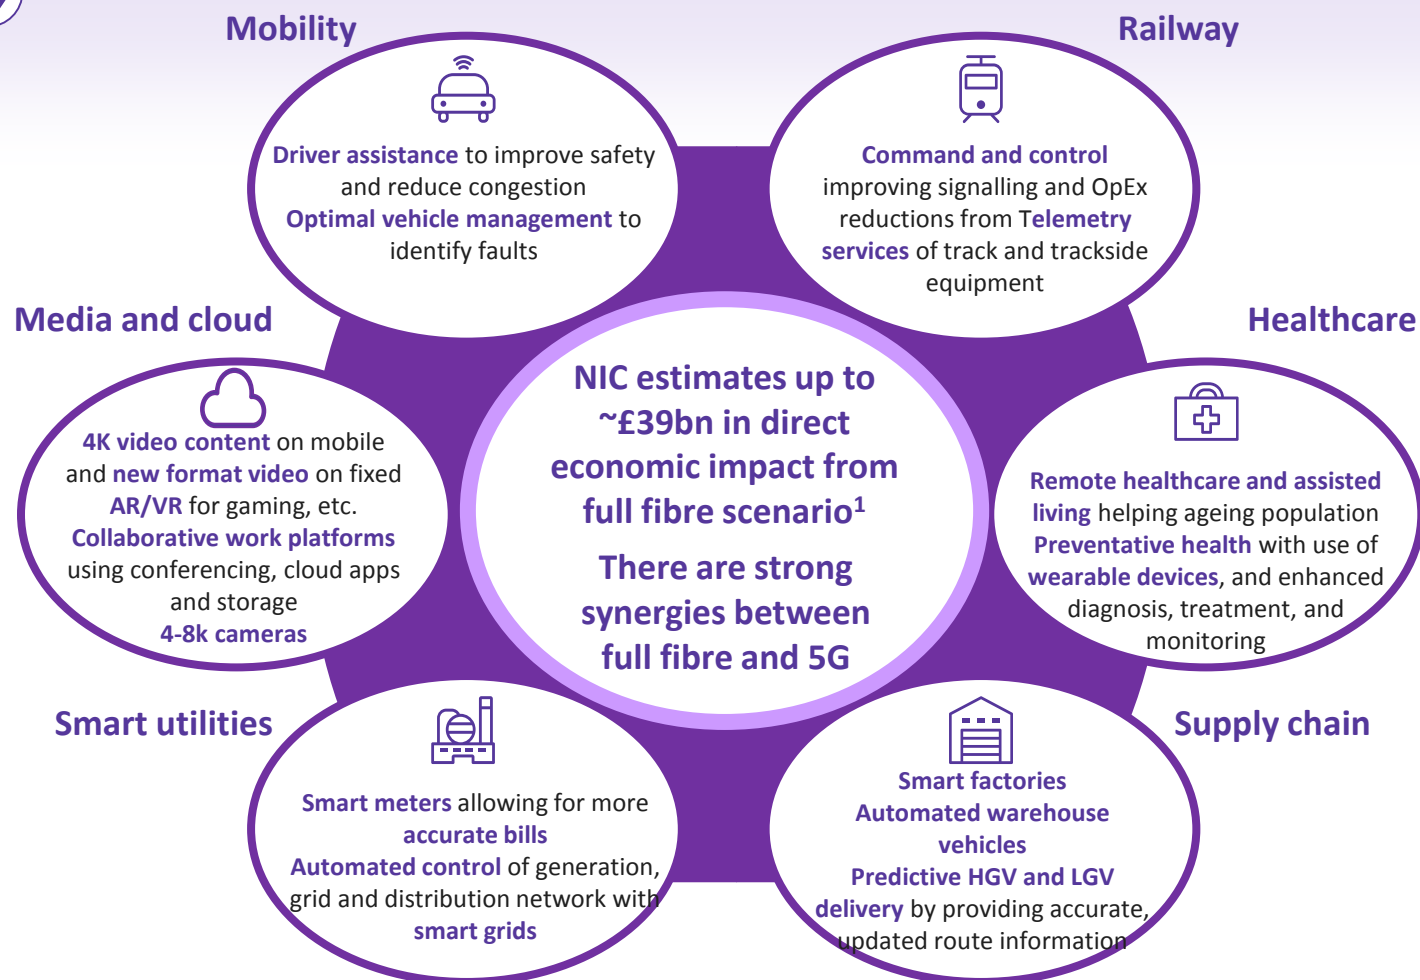 Mobility
Driver assistance to improve safety
and reduce congestion
Optimal vehicle management to
identify faults
Railway
Command and control
improving signalling and OpEx
reductions from Telemetry
services of track and trackside
equipment
Media and cloud
4K video content on mobile
and new format video on fixed
AR/VR for gaming, etc.
Collaborative work platforms
using conferencing, cloud apps
and storage
4-8k cameras
NIC estimates up to
~£39bn in direct
economic impact from
full fibre scenario¹
There are strong
synergies between
full fibre and 5G
Healthcare
Remote healthcare and assisted
living helping ageing population
Preventative health with use of
wearable devices, and enhanced
diagnosis, treatment, and
monitoring
Smart utilities
Smart meters allowing for more
accurate bills
Automated control of generation,
grid and distribution network with
smart grids
Supply chain
Smart factories
Automated warehouse
vehicles
Predictive HGV and LGV
delivery by providing accurate,
updated route information